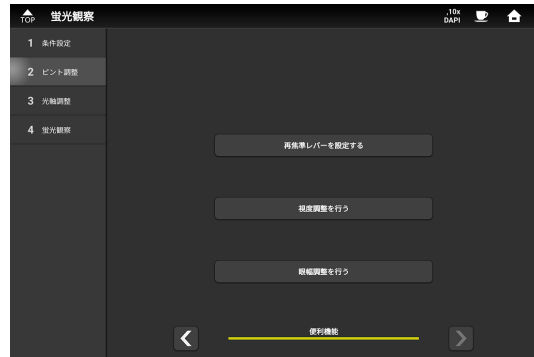 TOP 蛍光観察 ,10x
DAPI
1 条件設定
2 ピント調整
3 光軸調整
4 蛍光観察
再焦準レバーを設定する
視度調整を行う
眼幅調整を行う
便利機能